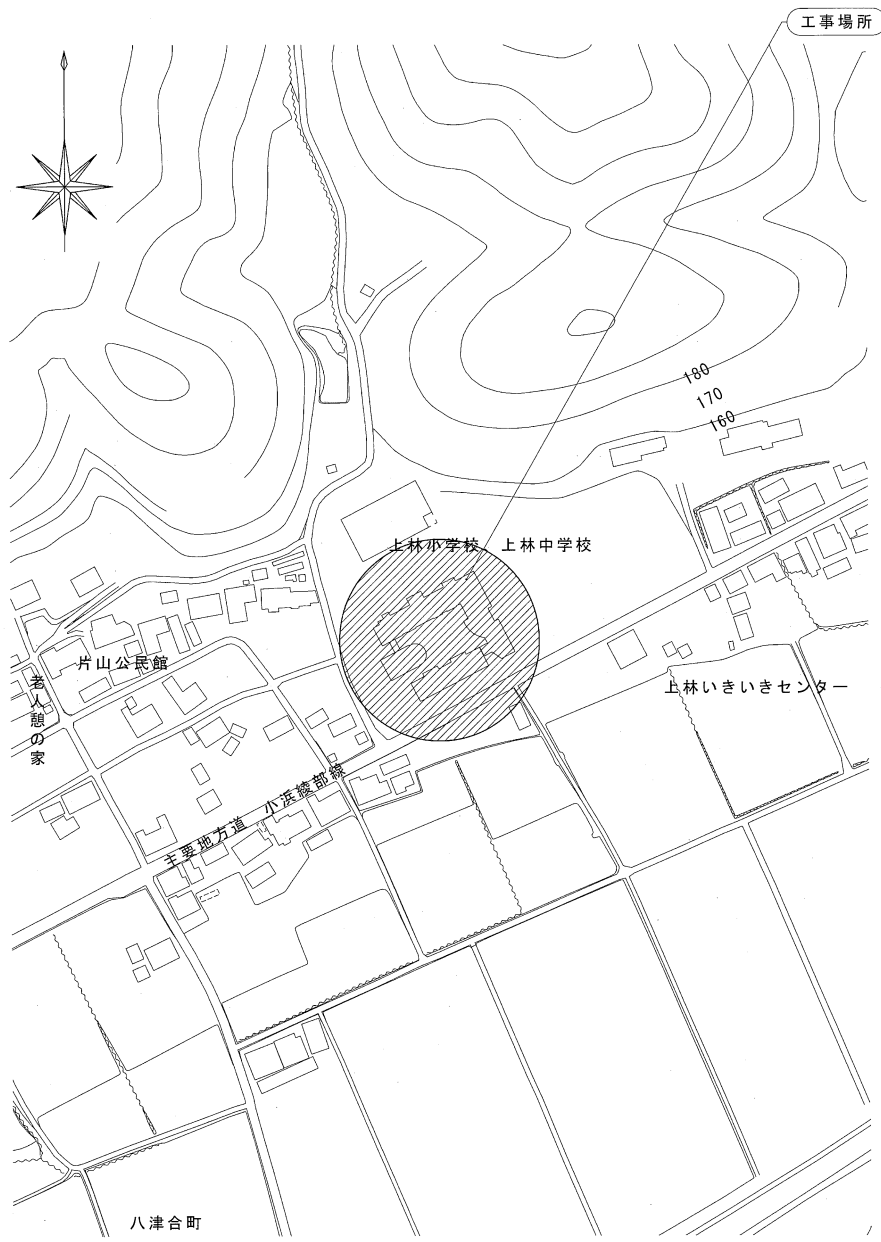 工事場所
180
170
160
上林小学校
上林中学校
片山公民館
老人憩の家
上林いきいきセンター
主要地方道 小浜綾部線
八津合町